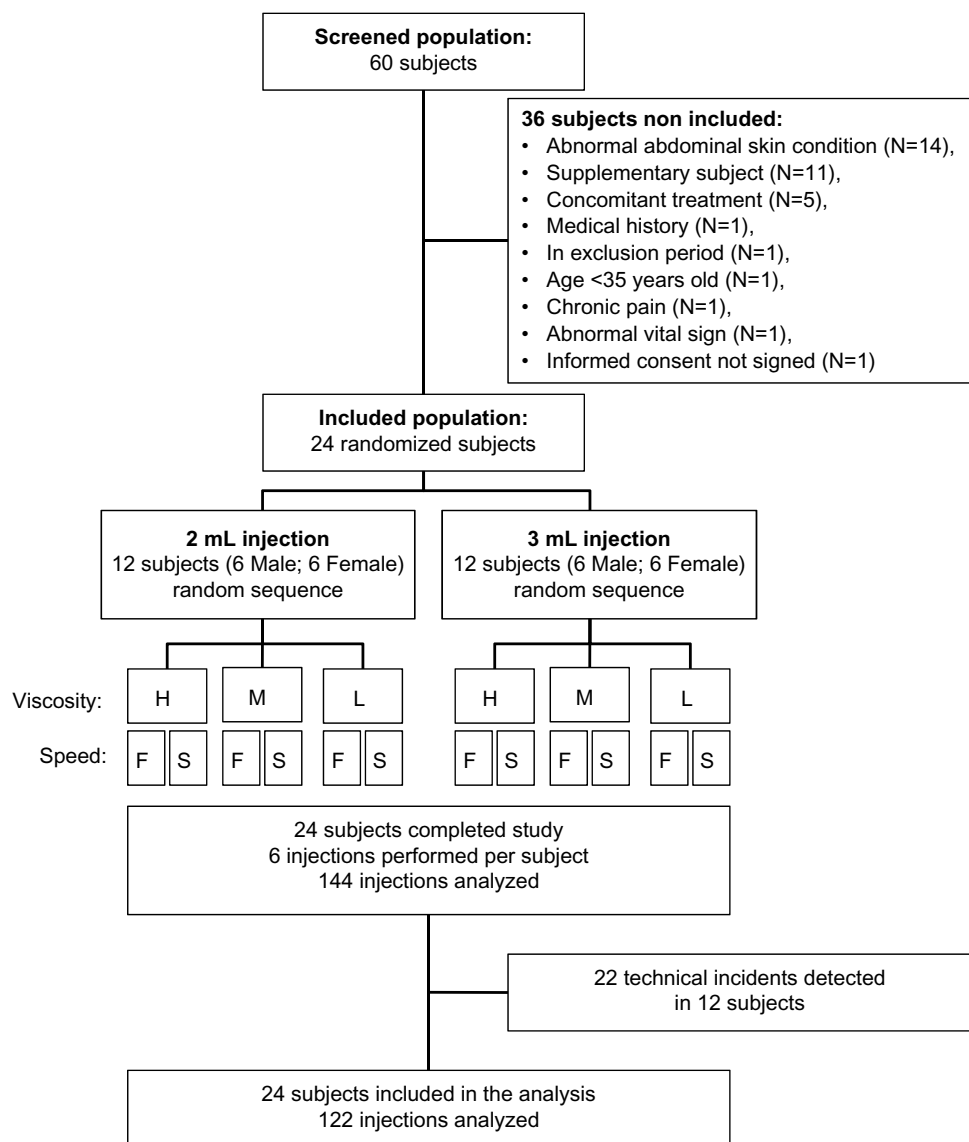 Screened population:
60 subjects
36 subjects non included:
• Abnormal abdominal skin condition (N=14),
• Supplementary subject (N=11),
• Concomitant treatment (N=5),
• Medical history (N=1),
• In exclusion period (N=1),
• Age <35 years old (N=1),
• Chronic pain (N=1),
• Abnormal vital sign (N=1),
• Informed consent not signed (N=1)
Included population:
24 randomized subjects
2 mL injection
12 subjects (6 Male; 6 Female)
random sequence
3 mL injection
12 subjects (6 Male; 6 Female)
random sequence
Viscosity: H M L H M L
Speed: F S F S F S F S F S F S
24 subjects completed study
6 injections performed per subject
144 injections analyzed
22 technical incidents detected
in 12 subjects
24 subjects included in the analysis
122 injections analyzed